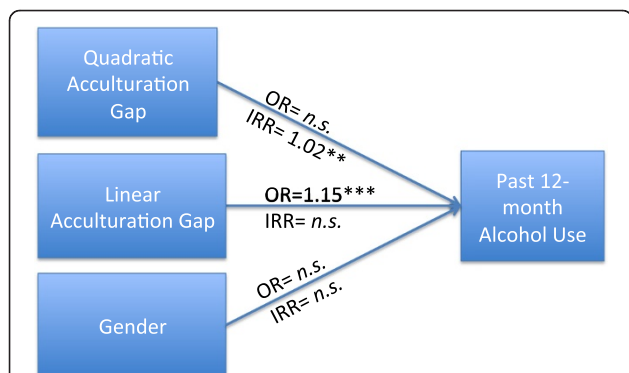 Quadratic
Acculturation
Gap
OR= n.s.
IRR= 1.02**
Linear
Acculturation Gap
OR=1.15***
IRR= n.s.
Past 12-
month
Alcohol Use
OR= n.s.
IRR= n.s.
Gender